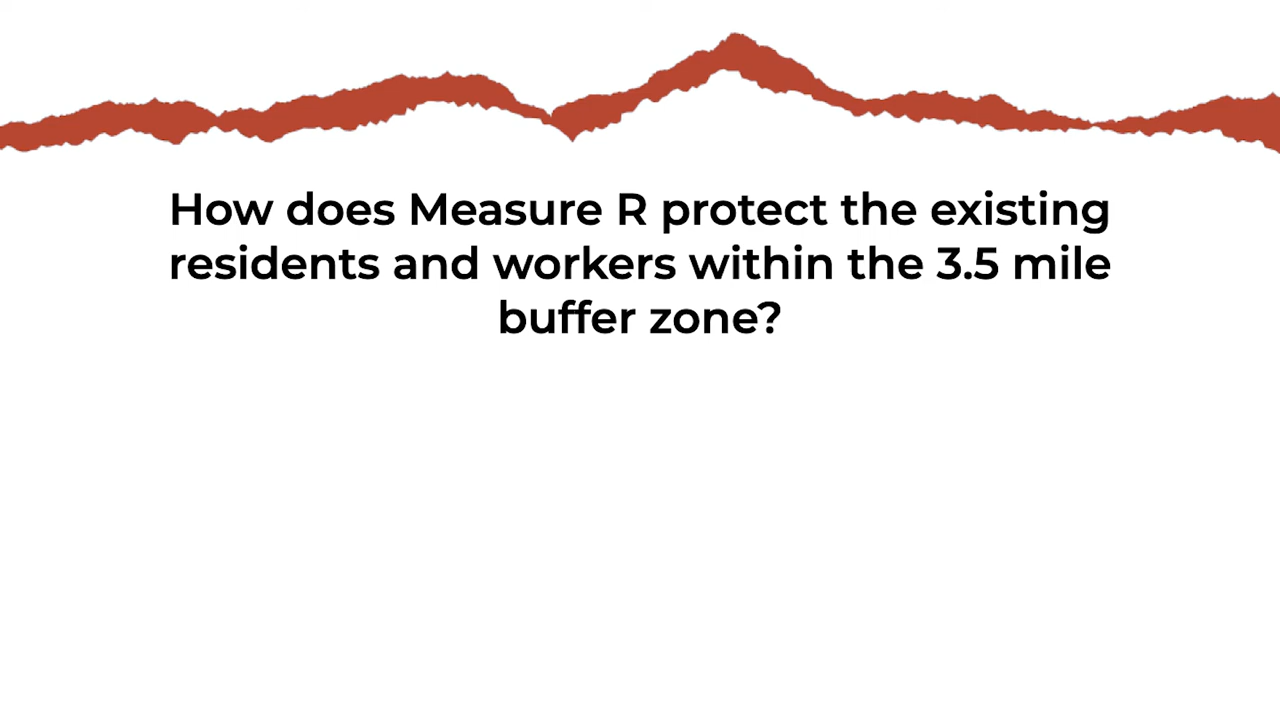 How does Measure R protect the existing
residents and workers within the 3.5 mile
buffer zone?